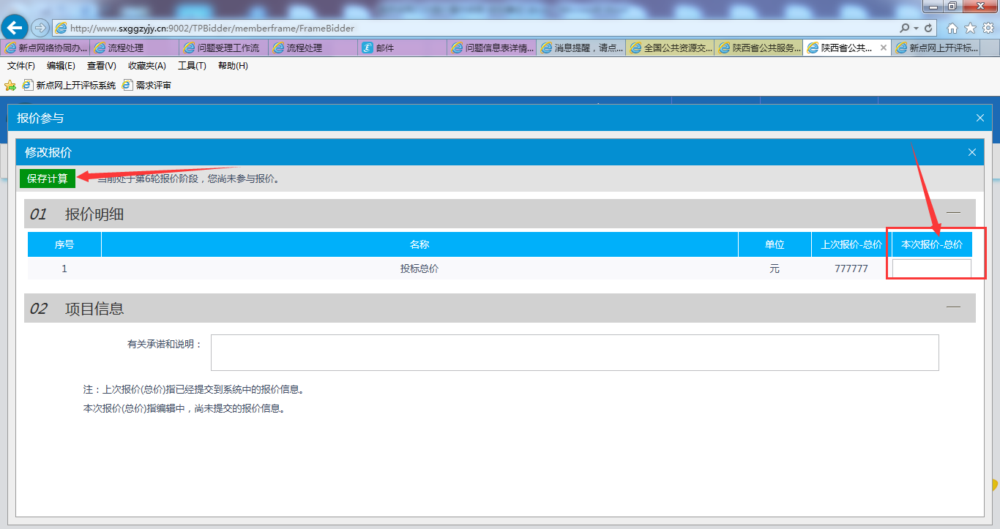 http://www.sxggzyjy.cn:9002/TPBidder/memberframe/FrameBidder
新点网络协同办... 流程处理 问题受理工作流 流程处理 邮件 问题信息表详情... 消息提醒，请点... 全国公共资源交... 陕西省公共服务... 陕西省公共... 新点网上开评标...
文件(F) 编辑(E) 查看(V) 收藏夹(A) 工具(T) 帮助(H)
新点网上开评标系统 需求评审
报价参与
修改报价
保存计算 当前处于第6轮报价阶段，您尚未参与报价。
01 报价明细
序号 名称 单位 上次报价-总价 本次报价-总价
1 投标总价 元 777777
02 项目信息
有关承诺和说明：
注：上次报价(总价)指已经提交到系统中的报价信息。
本次报价(总价)指编辑中，尚未提交的报价信息。